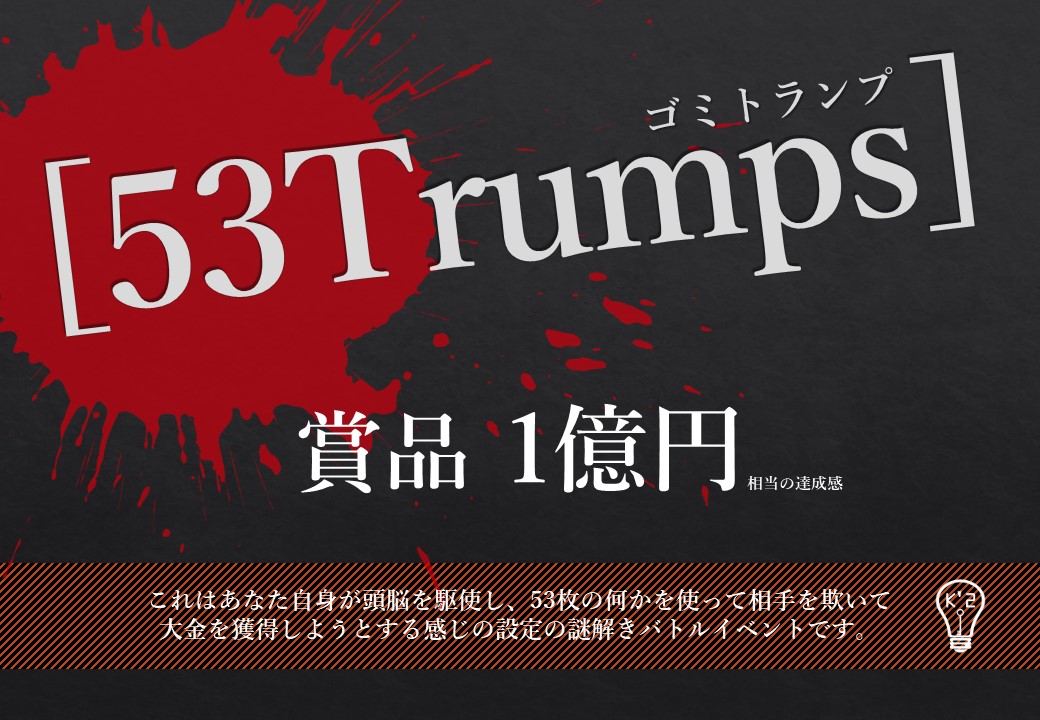 ゴミトランプ
[53Trumps]
賞品 1億円相当の達成感
これはあなた自身が頭脳を駆使し、53枚の何かを使って相手を欺いて
大金を獲得しようとする感じの設定の謎解きバトルイベントです。
K'2